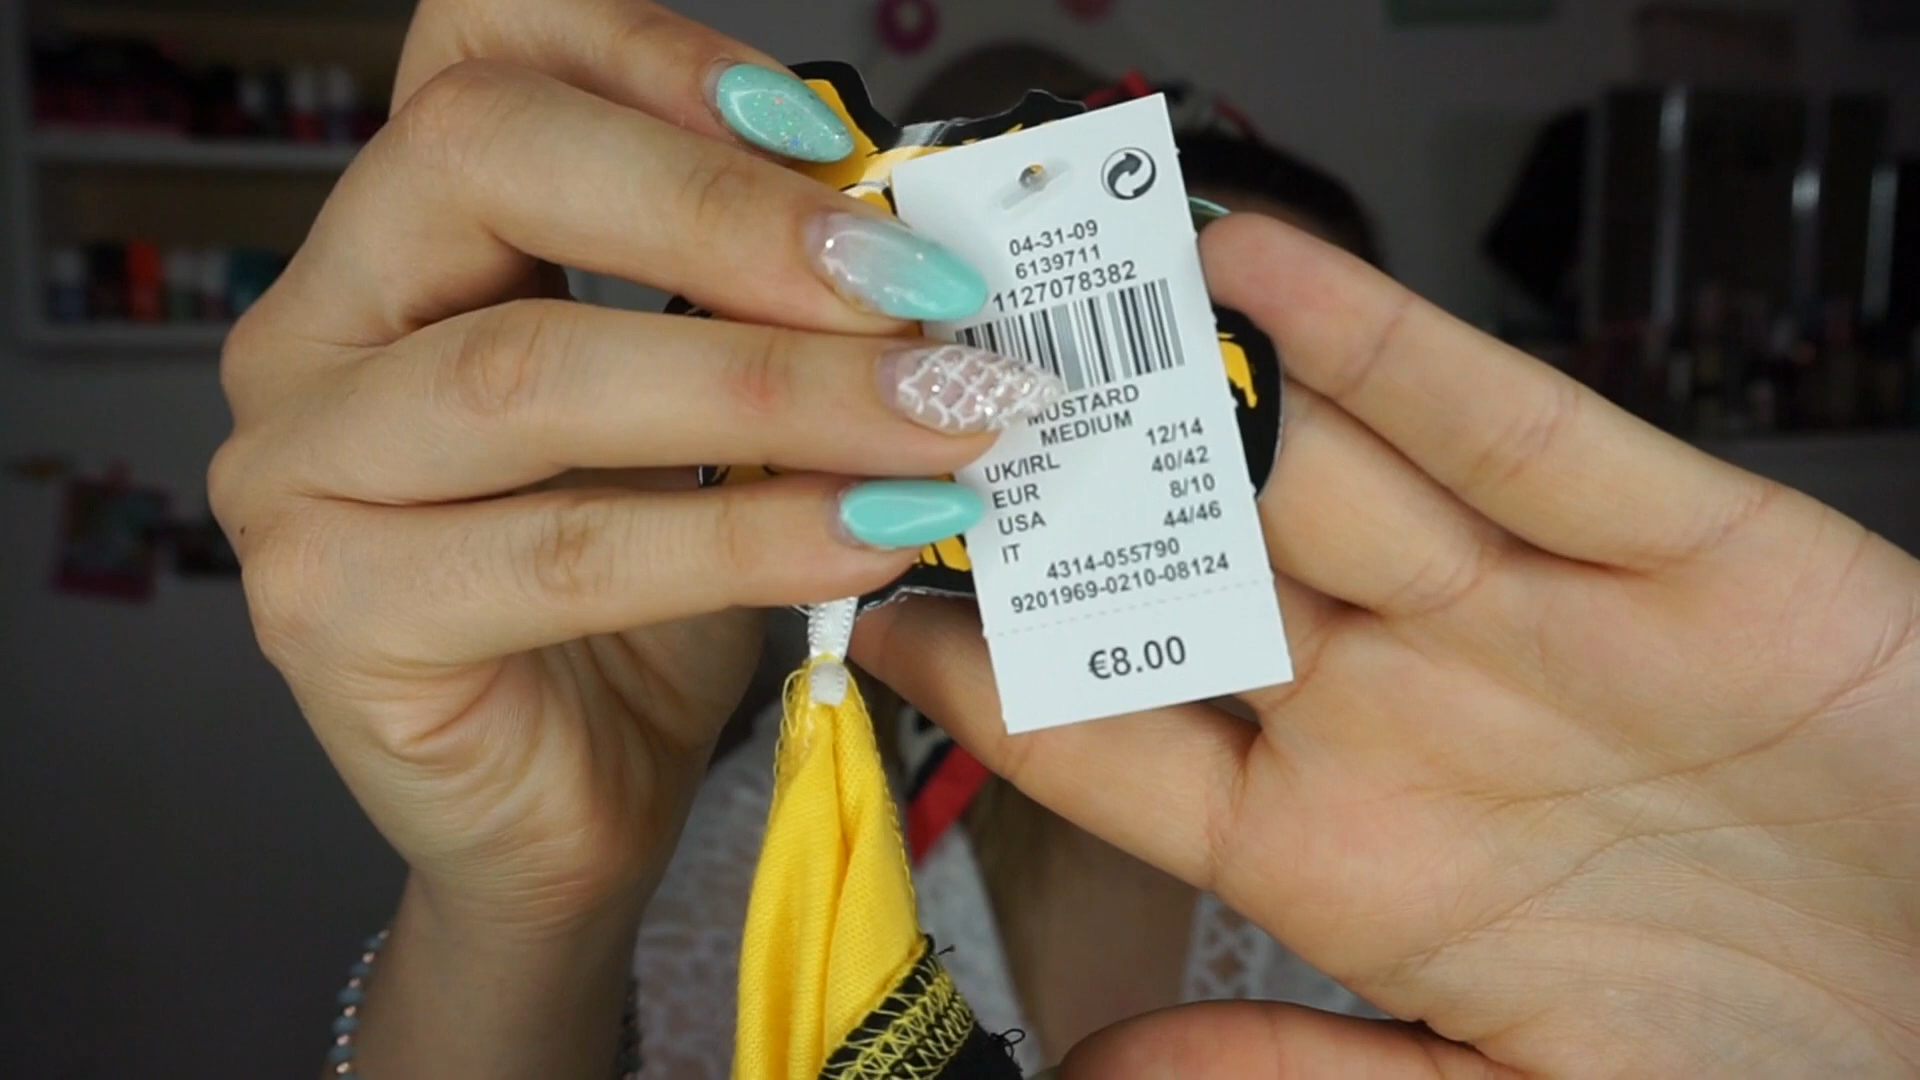 04-31-09
6139711
1127078382
MUSTARD
MEDIUM
UK/IRL 12/14
EUR 40/42
USA 8/10
IT 44/46
4314-055790
9201969-0210-08124
€8.00